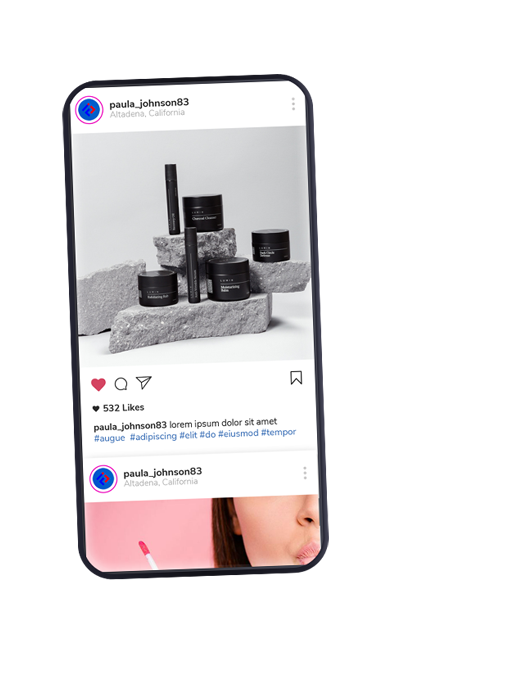 paula_johnson83
Altadena, California
532 Likes
paula_johnson83 lorem ipsum dolor sit amet
#augue #adipiscing #elit #do #eiusmod #tempor
paula_johnson83
Altadena, California